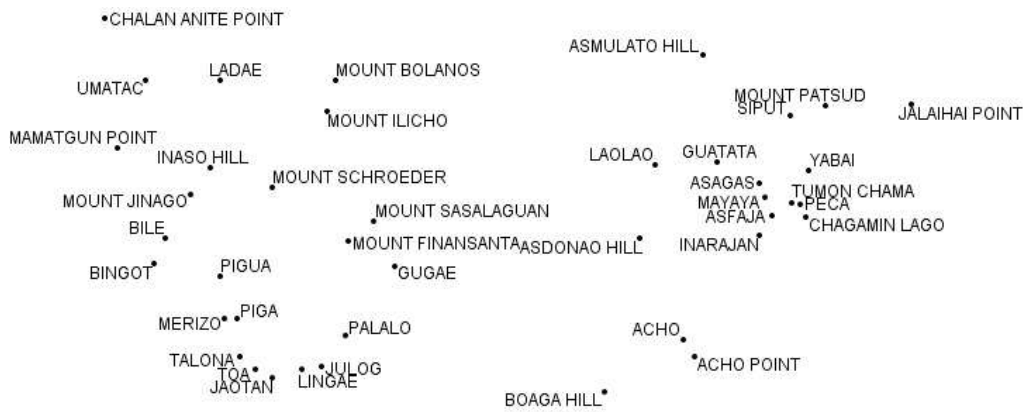 CHALAN ANITE POINT
ASMULATO HILL
LADAE
MOUNT BOLANOS
UMATAC
MOUNT PATSUD
SIPUT
JALAIHAI POINT
MOUNT ILICHO
MAMATGUN POINT
INASO HILL
LAOLAO
GUATATA
YABAI
MOUNT SCHROEDER
ASAGAS
TUMON CHAMA
MOUNT JINAGO
MAYAYA
PECA
MOUNT SASALAGUAN
ASFAJA
CHAGAMIN LAGO
BILE
MOUNT FINANSANTA
ASDONAO HILL
INARAJAN
BINGOT
PIGUA
GUGAE
PIGA
MERIZO
PALALO
ACHO
TALONA
ACHO POINT
TOA
JULOG
JAOTAN
LINGAE
BOAGA HILL